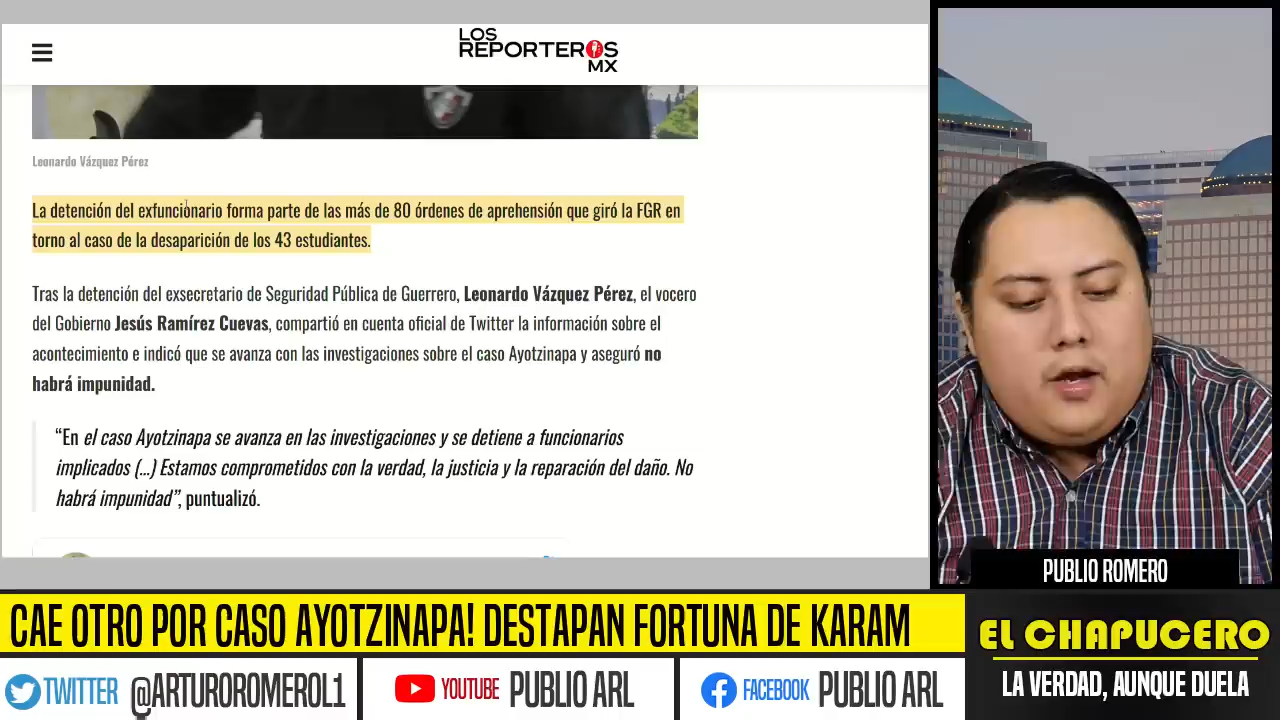 LOS
REPORTEROS
MX
Leonardo Vázquez Pérez
La detención del exfuncionario forma parte de las más de 80 órdenes de aprehensión que giró la FGR en
torno al caso de la desaparición de los 43 estudiantes.
Tras la detención del exsecretario de Seguridad Pública de Guerrero, Leonardo Vázquez Pérez, el vocero
del Gobierno Jesús Ramírez Cuevas, compartió en cuenta oficial de Twitter la información sobre el
acontecimiento e indicó que se avanza con las investigaciones sobre el caso Ayotzinapa y aseguró no
habrá impunidad.
“En el caso Ayotzinapa se avanza en las investigaciones y se detiene a funcionarios
implicados (...) Estamos comprometidos con la verdad, la justicia y la reparación del daño. No
habrá impunidad”, puntualizó.
PUBLIO ROMERO
CAE OTRO POR CASO AYOTZINAPA! DESTAPAN FORTUNA DE KARAM
EL CHAPUCERO
LA VERDAD, AUNQUE DUELA
TWITTER @ARTUROROMEROL1
YOUTUBE PUBLIO ARL
FACEBOOK PUBLIO ARL